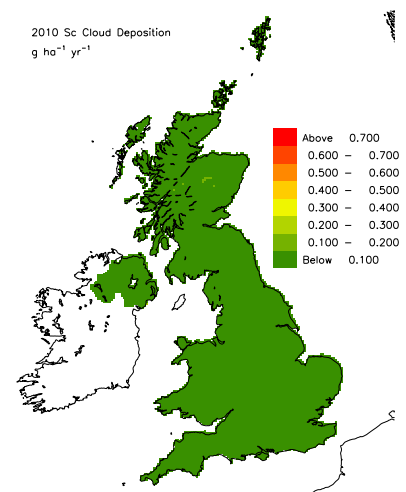 2010 Sc Cloud Deposition
g ha⁻¹ yr⁻¹
Above 0.700
0.600 – 0.700
0.500 – 0.600
0.400 – 0.500
0.300 – 0.400
0.200 – 0.300
0.100 – 0.200
Below 0.100